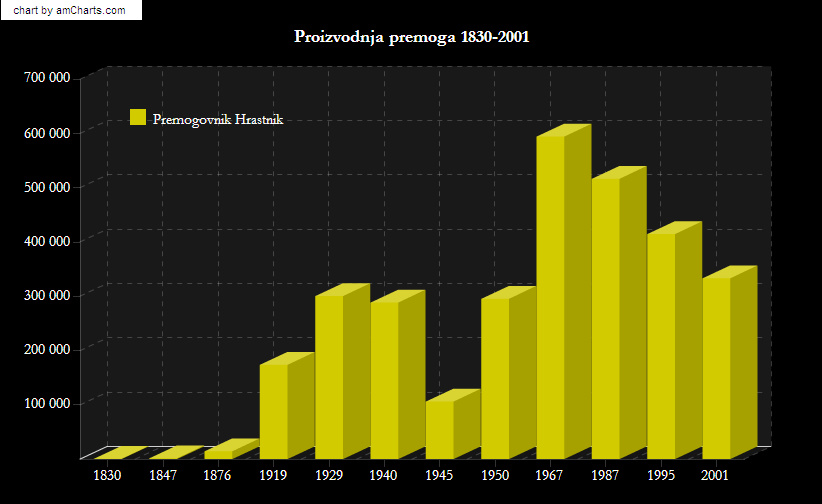 chart by amCharts.com
Proizvodnja premoga 1830-2001
700 000
Premogovnik Hrastnik
600 000
500 000
400 000
300 000
200 000
100 000
1830 1847 1876 1919 1929 1940 1945 1950 1967 1987 1995 2001